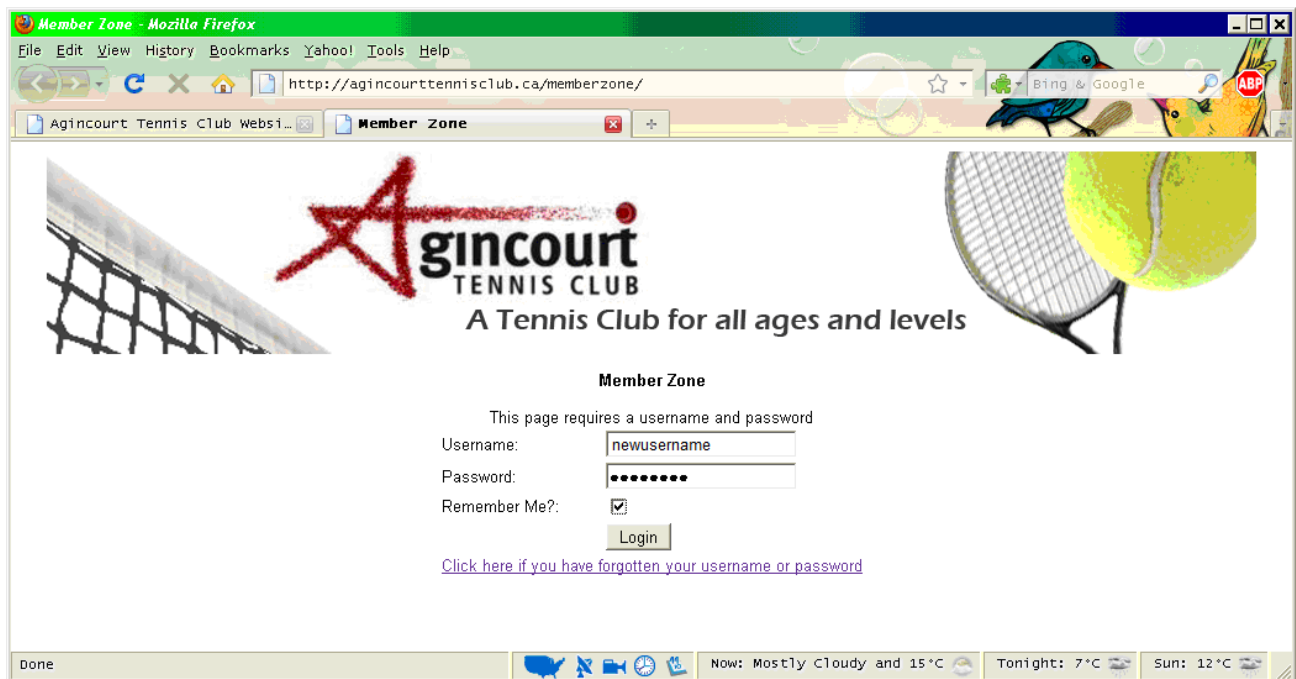 Member Zone - Mozilla Firefox
File Edit View History Bookmarks Yahoo! Tools Help
http://agincourttennisclub.ca/memberzone/
Bing & Google
ABP
Agincourt Tennis Club Websi…
Member Zone
Agincourt
TENNIS CLUB
A Tennis Club for all ages and levels
Member Zone
This page requires a username and password
Username: newusername
Password: ●●●●●●●●
Remember Me?:
Login
Click here if you have forgotten your username or password
Done
Now: Mostly Cloudy and 15°C
Tonight: 7°C
Sun: 12°C